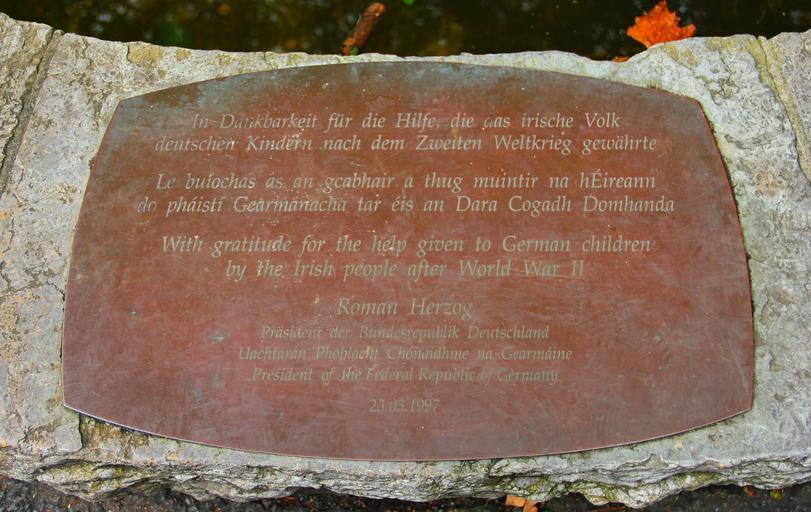 In Dankbarkeit für die Hilfe, die das irische Volk
deutschen Kindern nach dem Zweiten Weltkrieg gewährte
Le buíochas as an gcabhair a thug muintir na hÉireann
do pháistí Gearmánacha tar éis an Dara Cogadh Domhanda
With gratitude for the help given to German children
by the Irish people after World War II
Roman Herzog
Präsident der Bundesrepublik Deutschland
Uachtarán Phoblacht Chónaidhme na Gearmáine
President of the Federal Republic of Germany
23.03.1997